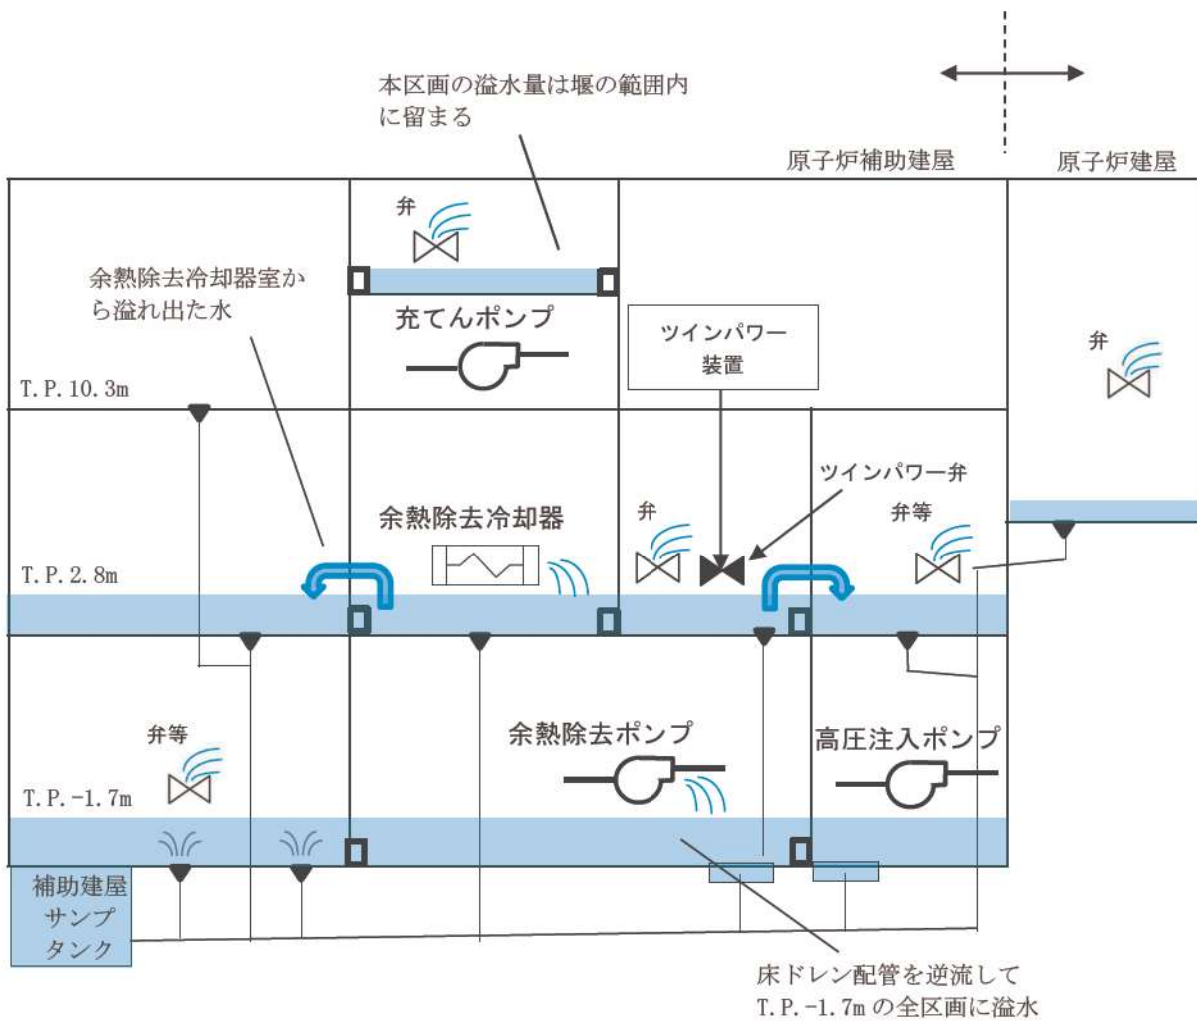 本区画の溢水量は堰の範囲内
に留まる
原子炉補助建屋
原子炉建屋
弁
余熱除去冷却器室か
ら溢れ出た水
充てんポンプ
ツインパワー
装置
弁
T.P.10.3m
ツインパワー弁
余熱除去冷却器
弁
弁等
T.P.2.8m
弁等
余熱除去ポンプ
高圧注入ポンプ
T.P.-1.7m
補助建屋
サンプ
タンク
床ドレン配管を逆流して
T.P.-1.7mの全区画に溢水